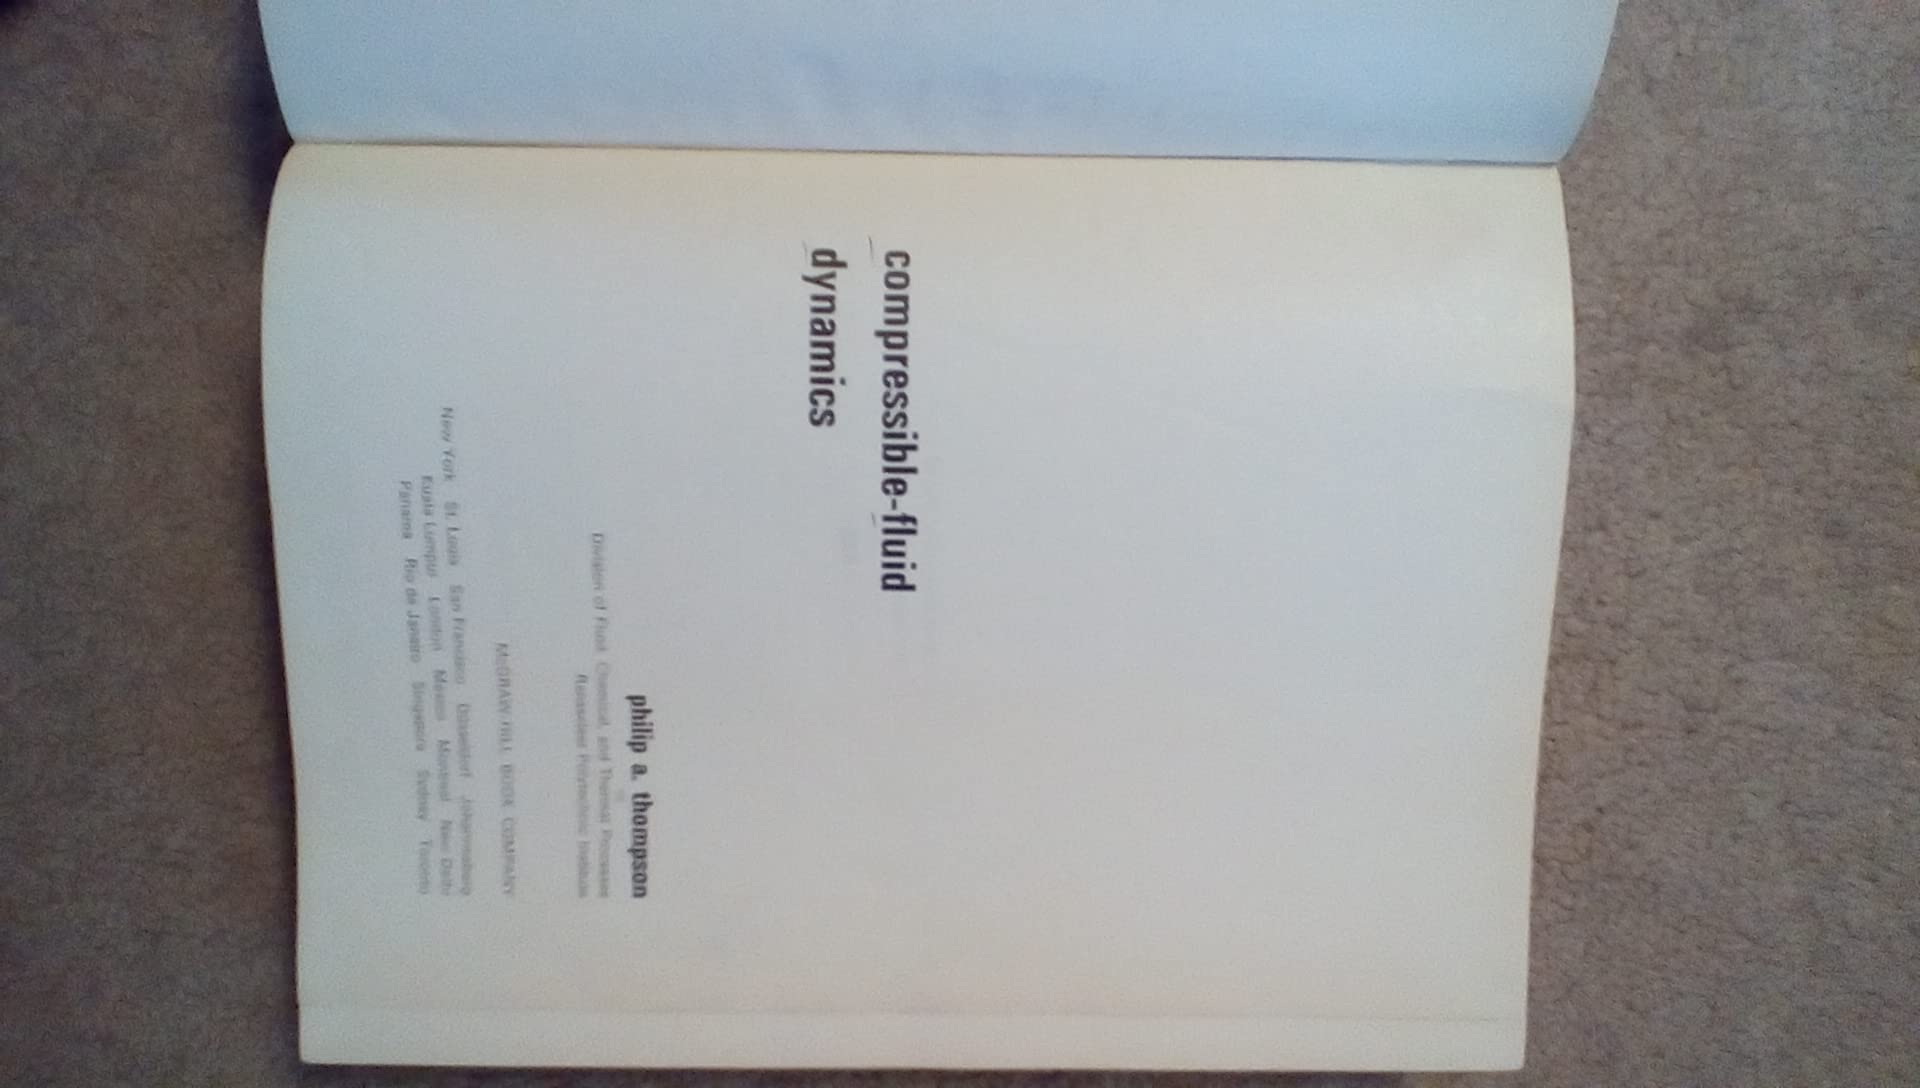 compressible-fluid
dynamics
philip a. thompson
Division of Fluid, Chemical, and Thermal Processes
Rensselaer Polytechnic Institute
McGRAW-HILL BOOK COMPANY
New York St. Louis San Francisco Düsseldorf Johannesburg
Kuala Lumpur London Mexico Montreal New Delhi
Panama Rio de Janeiro Singapore Sydney Toronto